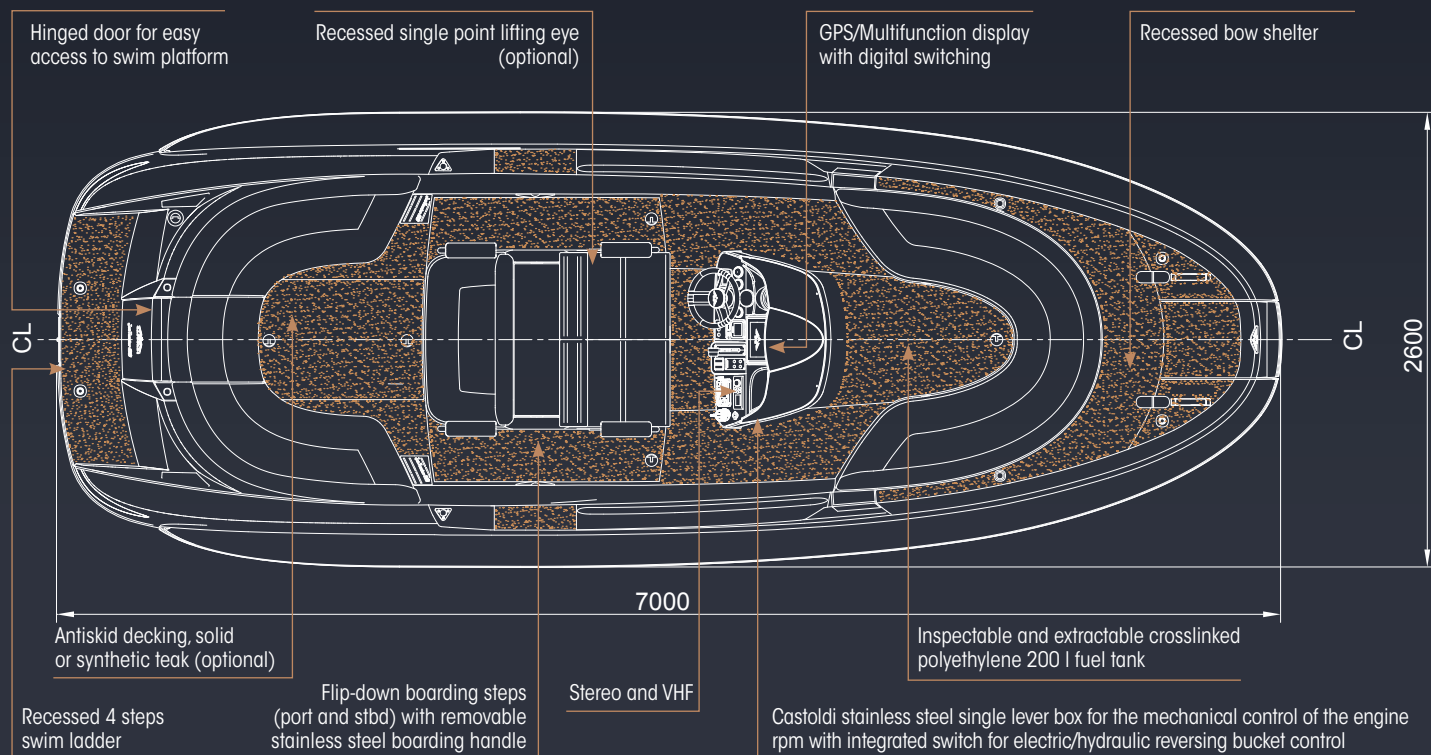 Hinged door for easy
access to swim platform
Recessed single point lifting eye
(optional)
GPS/Multifunction display
with digital switching
Recessed bow shelter
CL
CL
2600
7000
Antiskid decking, solid
or synthetic teak (optional)
Inspectable and extractable crosslinked
polyethylene 200 l fuel tank
Recessed 4 steps
swim ladder
Flip-down boarding steps
(port and stbd) with removable
stainless steel boarding handle
Stereo and VHF
Castoldi stainless steel single lever box for the mechanical control of the engine
rpm with integrated switch for electric/hydraulic reversing bucket control